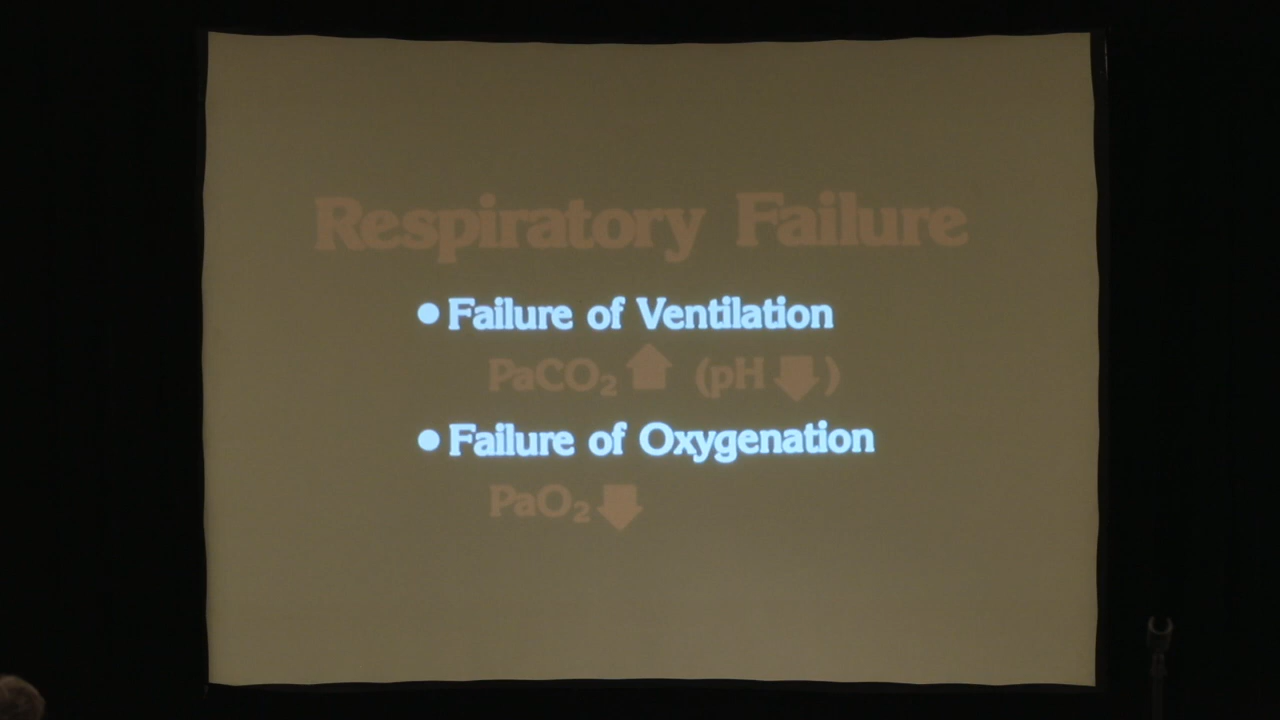 Respiratory Failure
• Failure of Ventilation
PaCO₂ ⬆ (pH ⬇)
• Failure of Oxygenation
PaO₂ ⬇